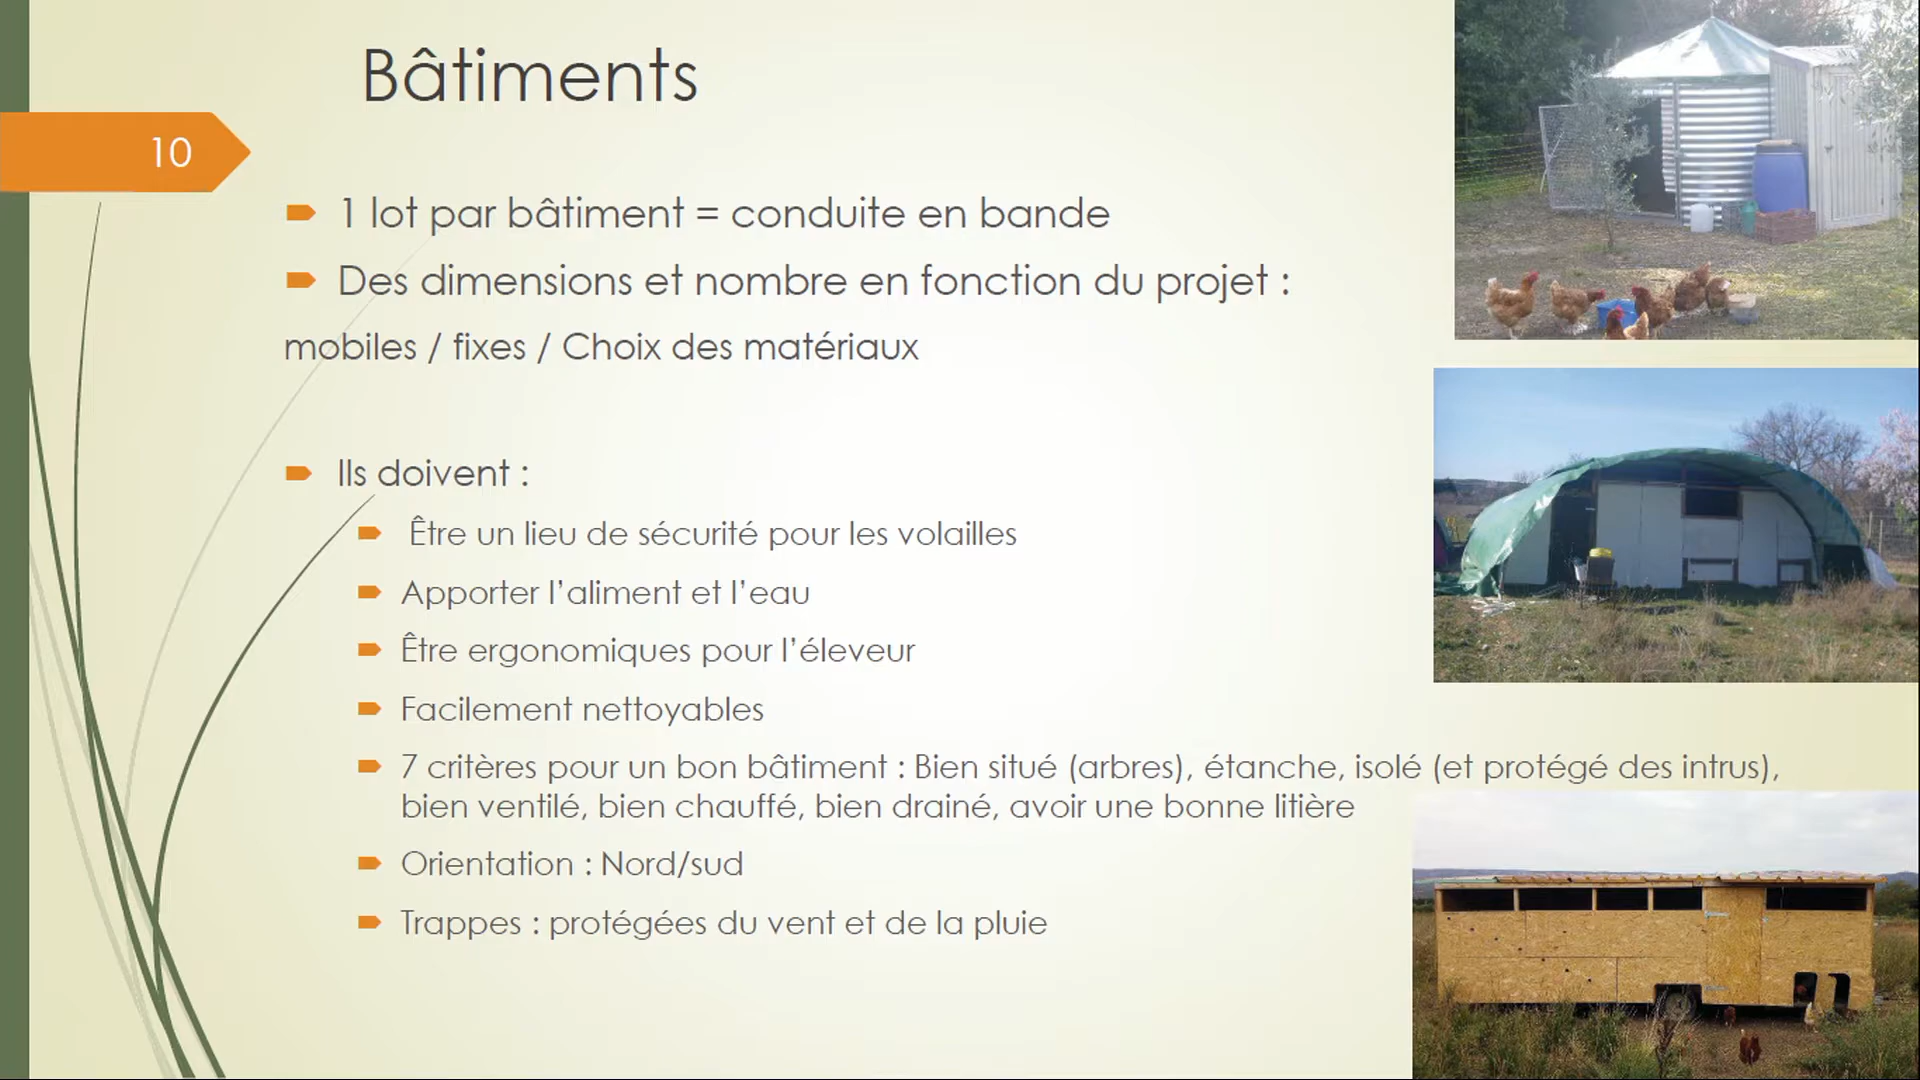 Bâtiments
10
1 lot par bâtiment = conduite en bande
Des dimensions et nombre en fonction du projet :
mobiles / fixes / Choix des matériaux
Ils doivent :
Être un lieu de sécurité pour les volailles
Apporter l’aliment et l’eau
Être ergonomiques pour l’éleveur
Facilement nettoyables
7 critères pour un bon bâtiment : Bien situé (arbres), étanche, isolé (et protégé des intrus),
bien ventilé, bien chauffé, bien drainé, avoir une bonne litière
Orientation : Nord/sud
Trappes : protégées du vent et de la pluie